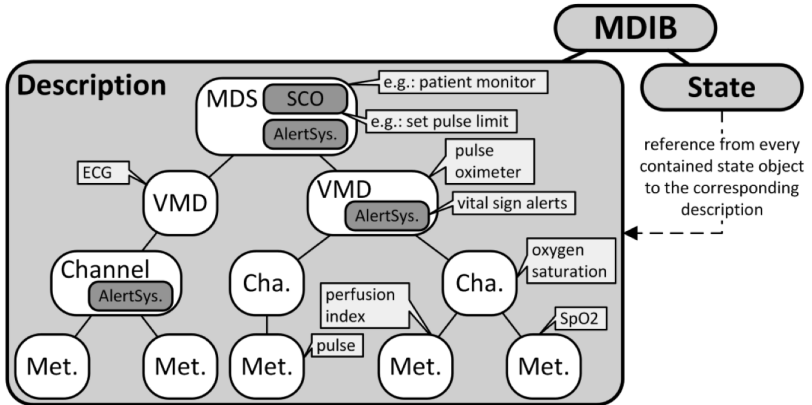 MDIB
Description
State
MDS
SCO
AlertSys.
e.g.: patient monitor
e.g.: set pulse limit
reference from every
contained state object
to the corresponding
description
ECG
VMD
pulse
oximeter
VMD
AlertSys.
vital sign alerts
Channel
AlertSys.
Cha.
Cha.
oxygen
saturation
perfusion
index
SpO2
pulse
Met.
Met.
Met.
Met.
Met.